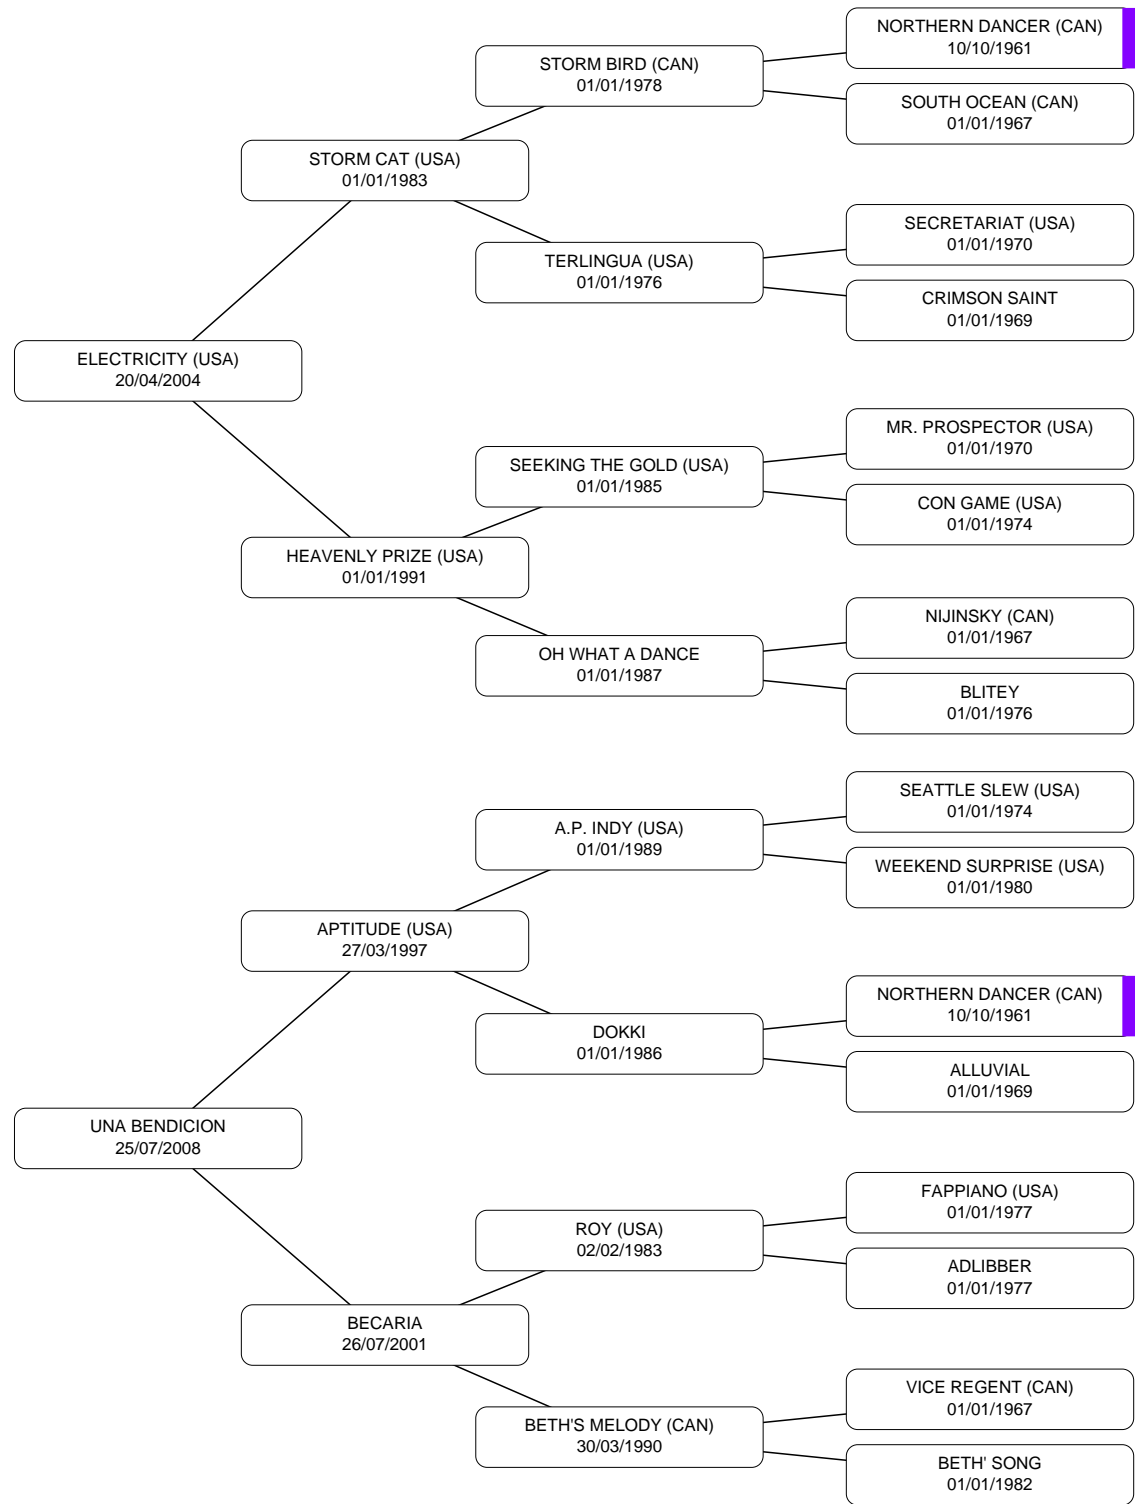 NORTHERN DANCER (CAN)
10/10/1961
STORM BIRD (CAN)
01/01/1978
SOUTH OCEAN (CAN)
01/01/1967
STORM CAT (USA)
01/01/1983
SECRETARIAT (USA)
01/01/1970
TERLINGUA (USA)
01/01/1976
CRIMSON SAINT
01/01/1969
ELECTRICITY (USA)
20/04/2004
MR. PROSPECTOR (USA)
01/01/1970
SEEKING THE GOLD (USA)
01/01/1985
CON GAME (USA)
01/01/1974
HEAVENLY PRIZE (USA)
01/01/1991
NIJINSKY (CAN)
01/01/1967
OH WHAT A DANCE
01/01/1987
BLITEY
01/01/1976
SEATTLE SLEW (USA)
01/01/1974
A.P. INDY (USA)
01/01/1989
WEEKEND SURPRISE (USA)
01/01/1980
APTITUDE (USA)
27/03/1997
NORTHERN DANCER (CAN)
10/10/1961
DOKKI
01/01/1986
ALLUVIAL
01/01/1969
UNA BENDICION
25/07/2008
FAPPIANO (USA)
01/01/1977
ROY (USA)
02/02/1983
ADLIBBER
01/01/1977
BECARIA
26/07/2001
VICE REGENT (CAN)
01/01/1967
BETH'S MELODY (CAN)
30/03/1990
BETH' SONG
01/01/1982